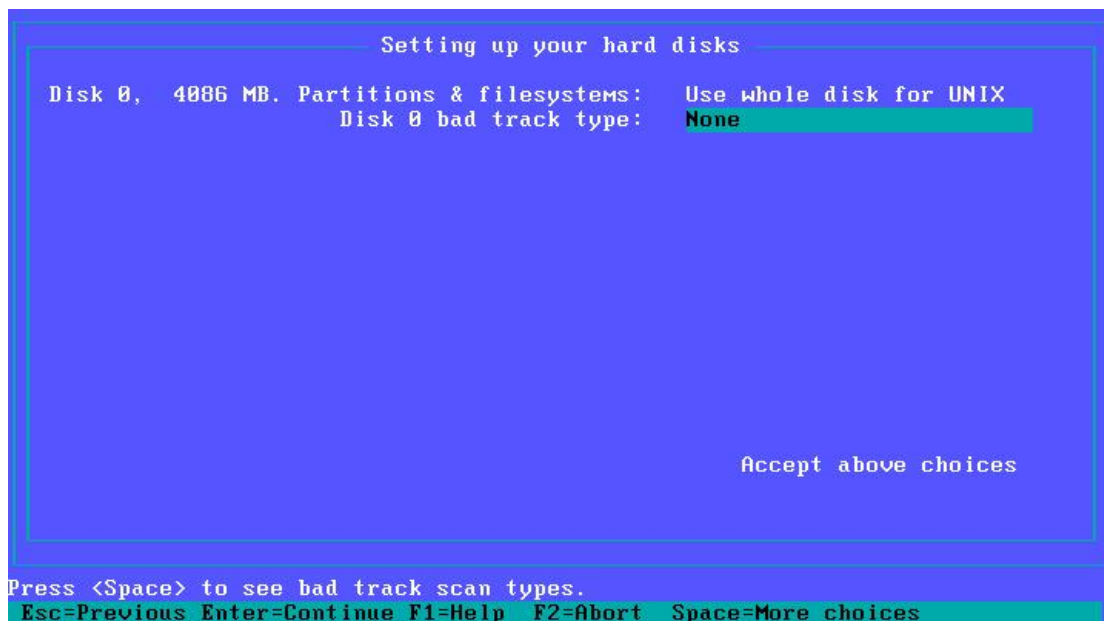 Setting up your hard disks
Disk 0, 4086 MB. Partitions & filesystems: Use whole disk for UNIX
Disk 0 bad track type: None
Accept above choices
Press <Space> to see bad track scan types.
Esc=Previous Enter=Continue F1=Help F2=Abort Space=More choices